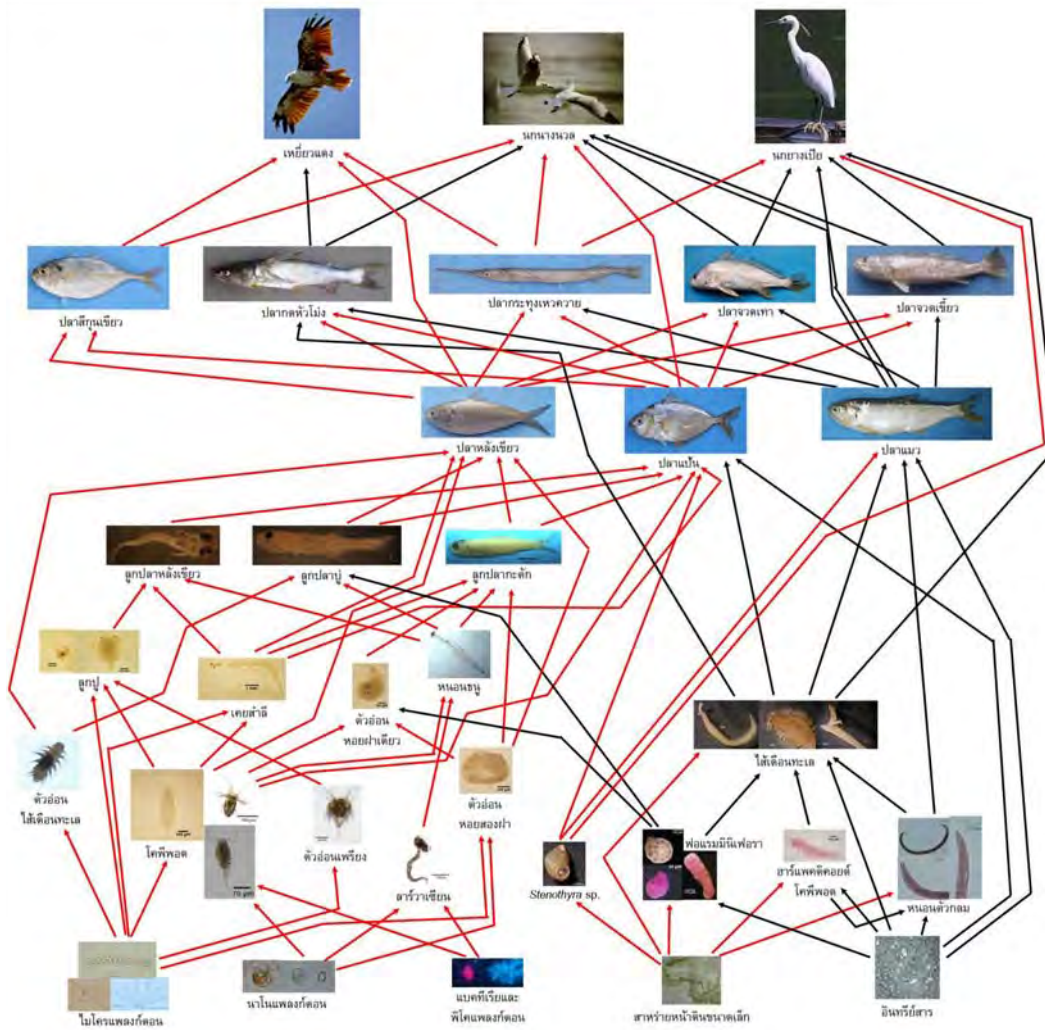 เหยี่ยวแดง
นกนางนวล
นกยางเปีย
ปลาสีกุนเขียว
ปลากดหัวโม่ง
ปลากระทุงเหวควาย
ปลาจวดเทา
ปลาจวดเขี้ยว
ปลาหลังเขียว
ปลาแป้น
ปลาแมว
ลูกปลาหลังเขียว
ลูกปลาบู่
ลูกปลากะตัก
ลูกปู
เคยสำลี
ตัวอ่อน
หอยฝาเดียว
หนอนธนู
ไส้เดือนทะเล
ตัวอ่อน
ไส้เดือนทะเล
โคพีพอด
ตัวอ่อนเพรียง
ตัวอ่อน
หอยสองฝา
ลาร์วาเซียน
Stenothyra sp.
ฟอแรมมินิเฟอรา
ฮาร์แพคติคอยด์
โคพีพอด
หนอนตัวกลม
70 µm
ไมโครแพลงก์ตอน
นาโนแพลงก์ตอน
แบคทีเรียและ
พิโคแพลงก์ตอน
สาหร่ายหน้าดินขนาดเล็ก
อินทรีย์สาร